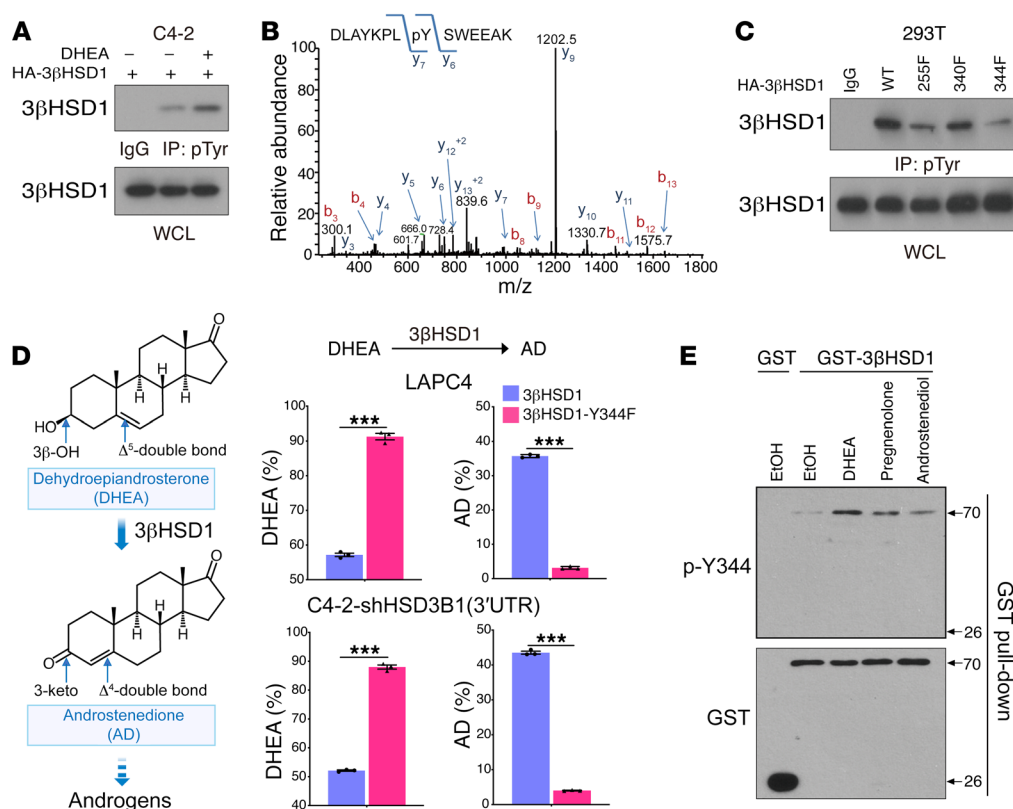 A
C4-2
DHEA – – +
HA-3βHSD1 + + +
3βHSD1
IgG IP: pTyr
3βHSD1
WCL
B
DLAYKPL pY SWEEAK
y7 y6
1202.5
y9
Relative abundance
100
80
60
40
20
0
b3
300.1
y3
b4
y4
y5
666.0
601.7
y6
728.4
y12+2
y13+2
839.6
y7
b8
b9
y10
1330.7
b11
y11
b12
1575.7
b13
400 600 800 1000 1200 1400 1600 1800
m/z
C
293T
HA-3βHSD1 IgG WT 255F 340F 344F
3βHSD1
IP: pTyr
3βHSD1
WCL
D
O
HO
3β-OH
Δ5-double bond
Dehydroepiandrosterone
(DHEA)
3βHSD1
O
O
3-keto
Δ4-double bond
Androstenedione
(AD)
Androgens
H
H
H
H
H
H
3βHSD1
DHEA AD
LAPC4
3βHSD1
3βHSD1-Y344F
DHEA (%)
100
90
80
70
60
50
***
AD (%)
50
40
30
20
10
0
***
C4-2-shHSD3B1(3'UTR)
DHEA (%)
100
90
80
70
60
50
40
***
AD (%)
50
40
30
20
10
0
***
E
GST GST-3βHSD1
EtOH EtOH DHEA Pregnenolone Androstenediol
p-Y344
70
26
GST
70
26
GST pull-down